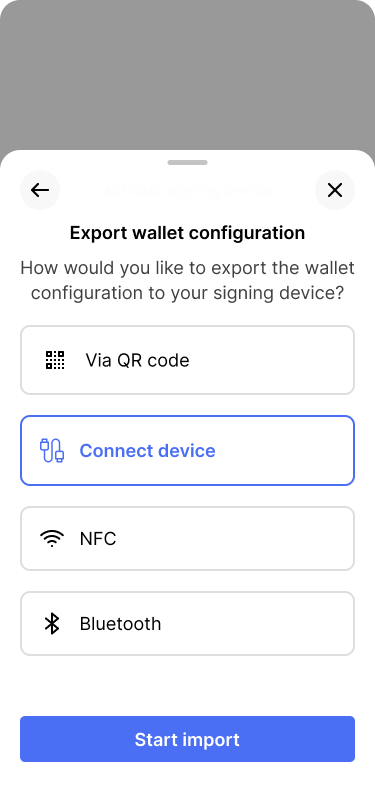 Export wallet configuration
How would you like to export the wallet
configuration to your signing device?
Via QR code
Connect device
NFC
Bluetooth
Start import